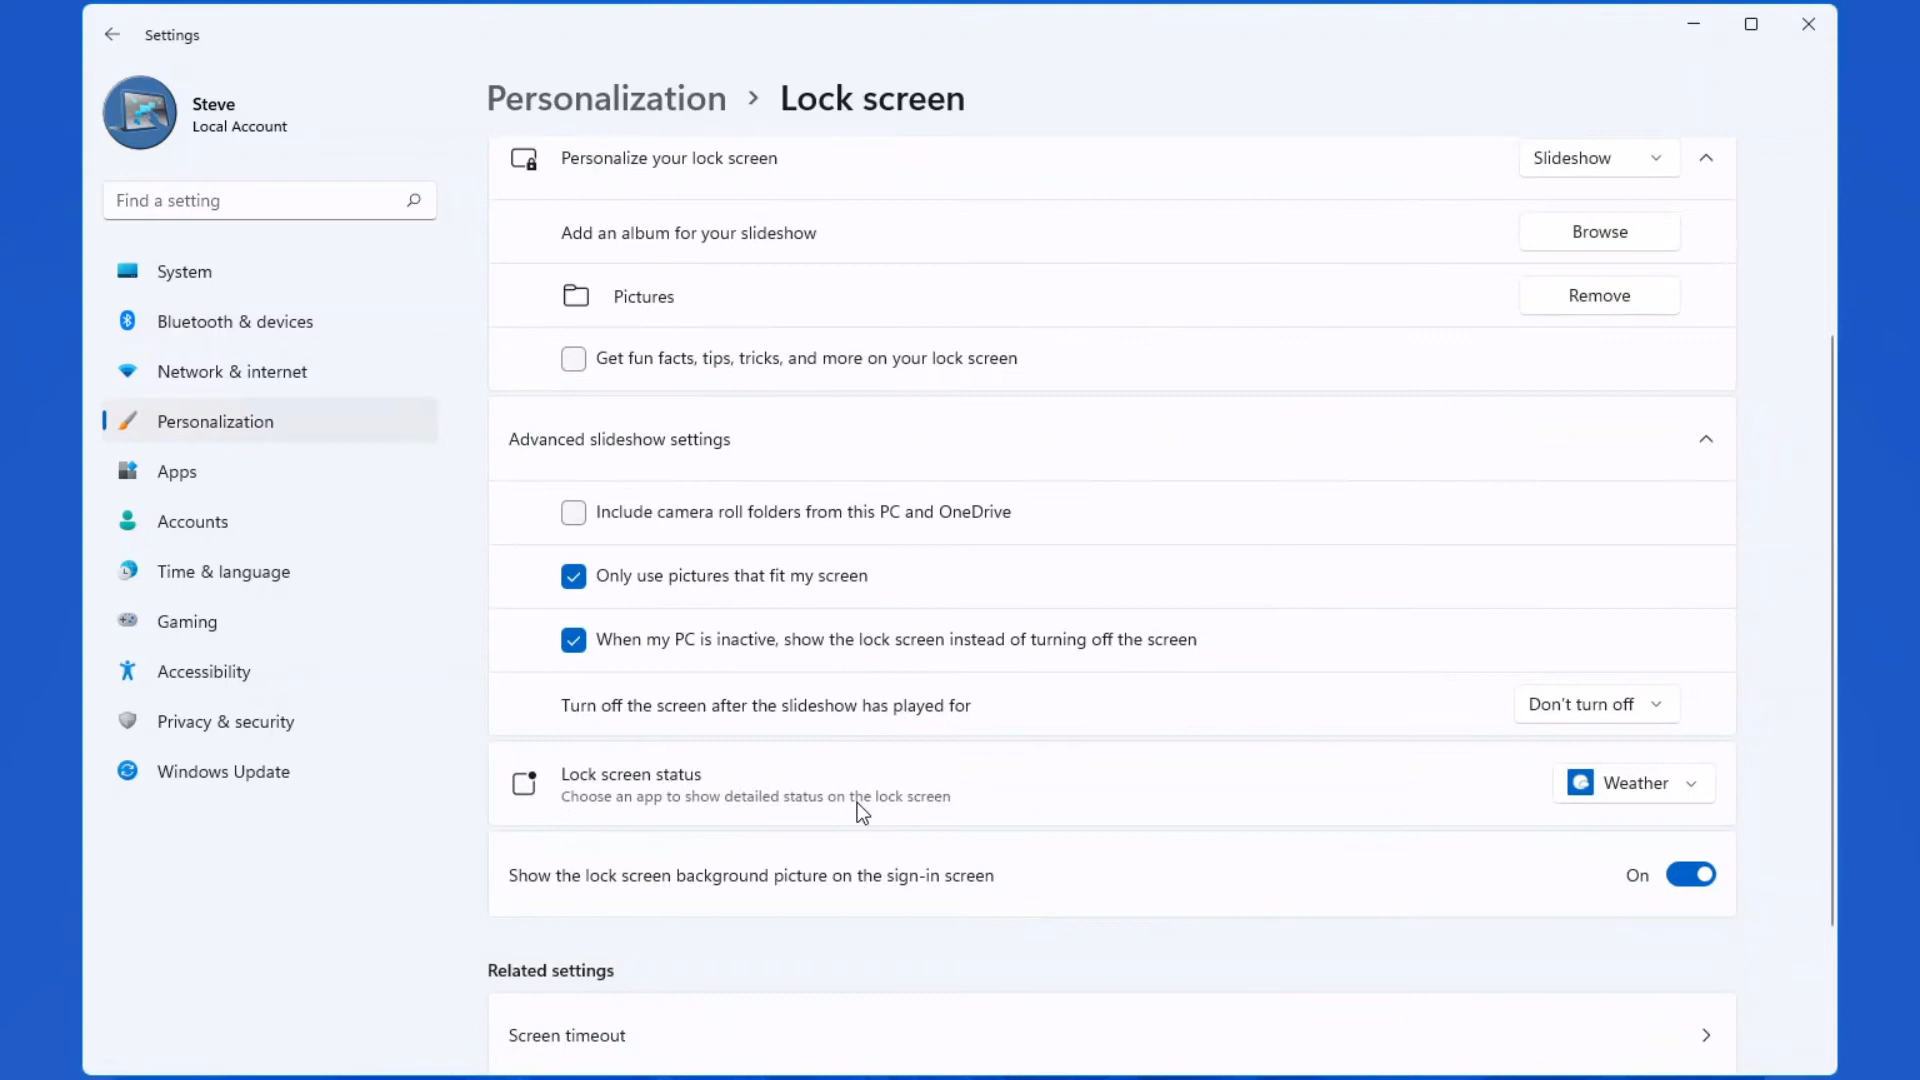 Settings
Steve
Local Account
Find a setting
System
Bluetooth & devices
Network & internet
Personalization
Apps
Accounts
Time & language
Gaming
Accessibility
Privacy & security
Windows Update
Personalization > Lock screen
Personalize your lock screen Slideshow
Add an album for your slideshow Browse
Pictures Remove
Get fun facts, tips, tricks, and more on your lock screen
Advanced slideshow settings
Include camera roll folders from this PC and OneDrive
Only use pictures that fit my screen
When my PC is inactive, show the lock screen instead of turning off the screen
Turn off the screen after the slideshow has played for Don't turn off
Lock screen status
Choose an app to show detailed status on the lock screen
Weather
Show the lock screen background picture on the sign-in screen On
Related settings
Screen timeout